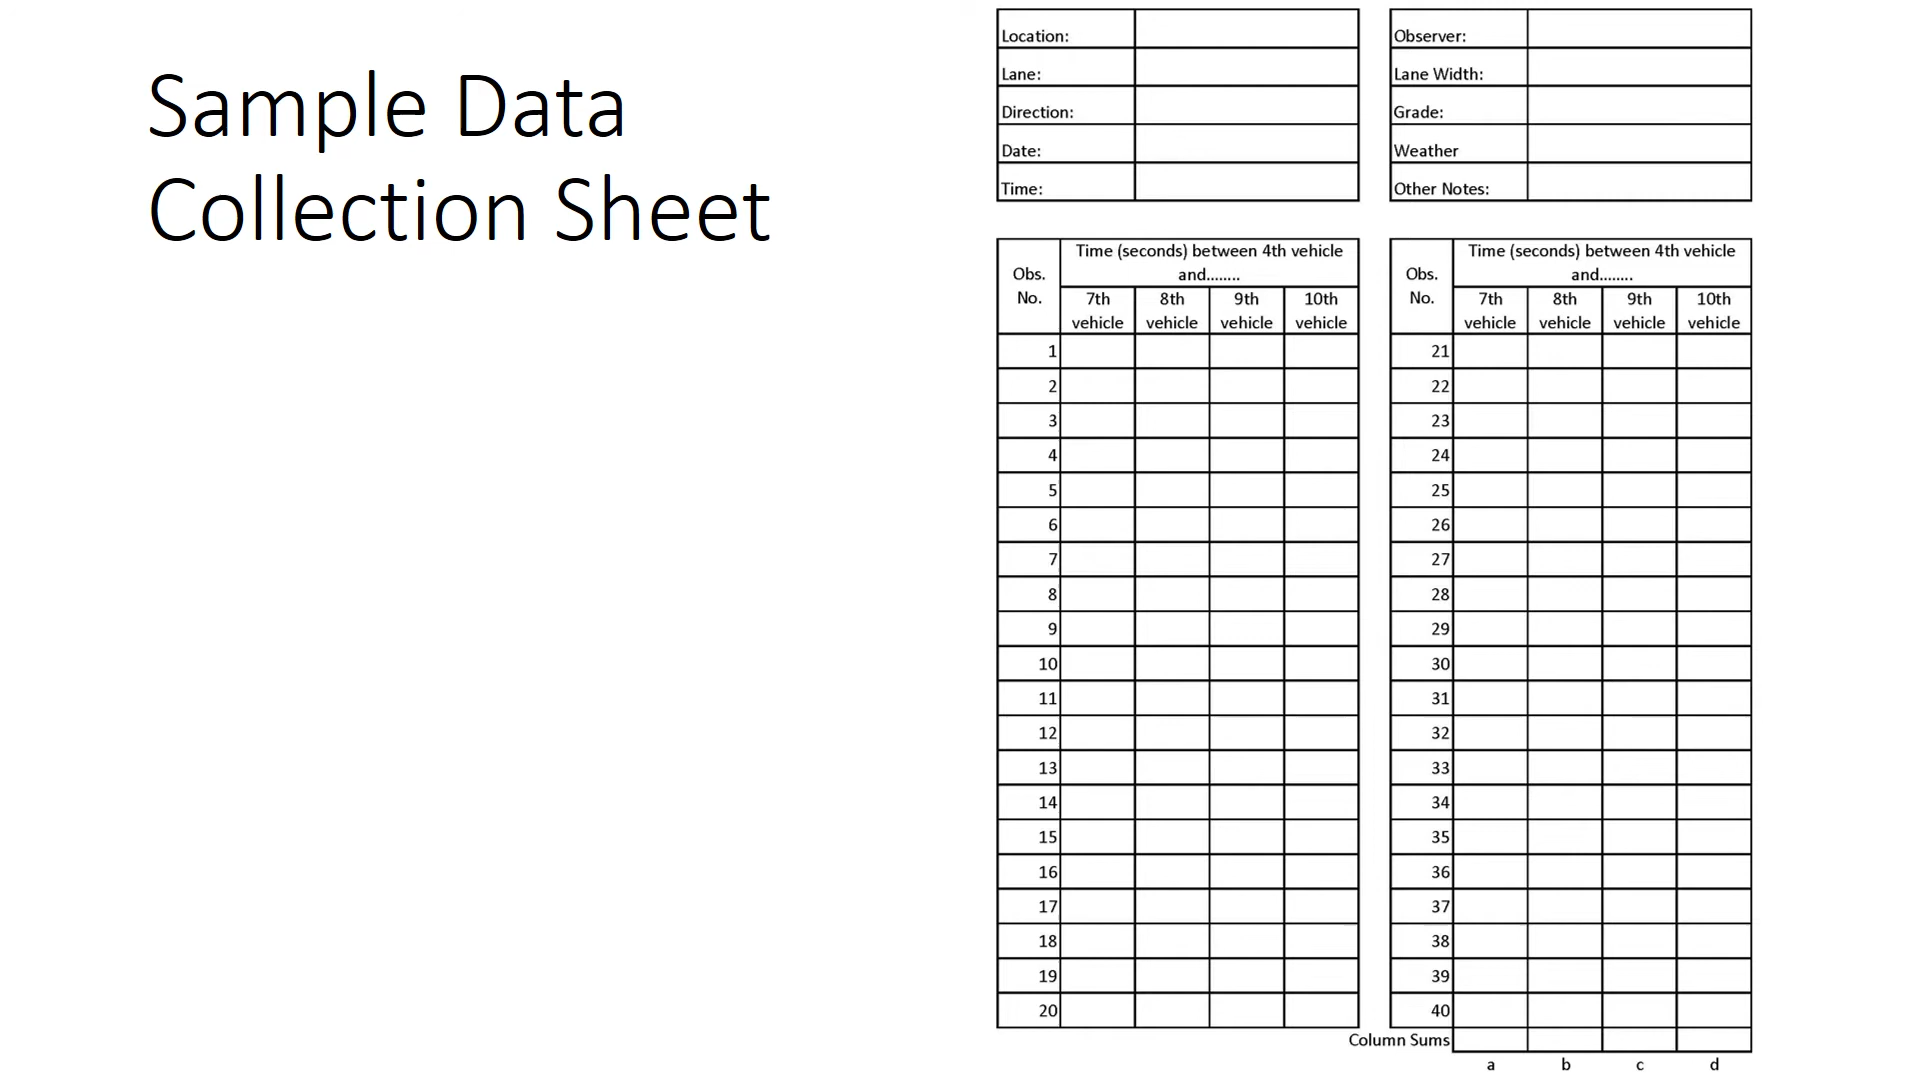 Sample Data
Collection Sheet
Location:
Lane:
Direction:
Date:
Time:
Observer:
Lane Width:
Grade:
Weather
Other Notes:
Obs.
No.
Time (seconds) between 4th vehicle
and........
7th
vehicle
8th
vehicle
9th
vehicle
10th
vehicle
1
2
3
4
5
6
7
8
9
10
11
12
13
14
15
16
17
18
19
20
Obs.
No.
Time (seconds) between 4th vehicle
and........
7th
vehicle
8th
vehicle
9th
vehicle
10th
vehicle
21
22
23
24
25
26
27
28
29
30
31
32
33
34
35
36
37
38
39
40
Column Sums
a b c d